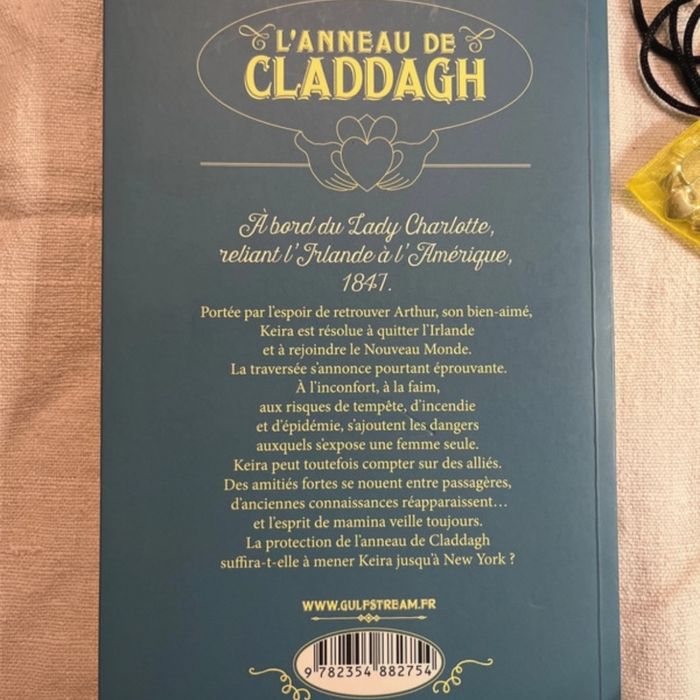 L'ANNEAU DE
CLADDAGH
À bord du Lady Charlotte,
reliant l'Irlande à l'Amérique,
1847.
Portée par l'espoir de retrouver Arthur, son bien-aimé,
Keira est résolue à quitter l'Irlande
et à rejoindre le Nouveau Monde.
La traversée s'annonce pourtant éprouvante.
À l'inconfort, à la faim,
aux risques de tempête, d'incendie
et d'épidémie, s'ajoutent les dangers
auxquels s'expose une femme seule.
Keira peut toutefois compter sur des alliés.
Des amitiés fortes se nouent entre passagères,
d'anciennes connaissances réapparaissent…
et l'esprit de mamina veille toujours.
La protection de l'anneau de Claddagh
suffira-t-elle à mener Keira jusqu'à New York ?
WWW.GULFSTREAM.FR
9 782354 882754